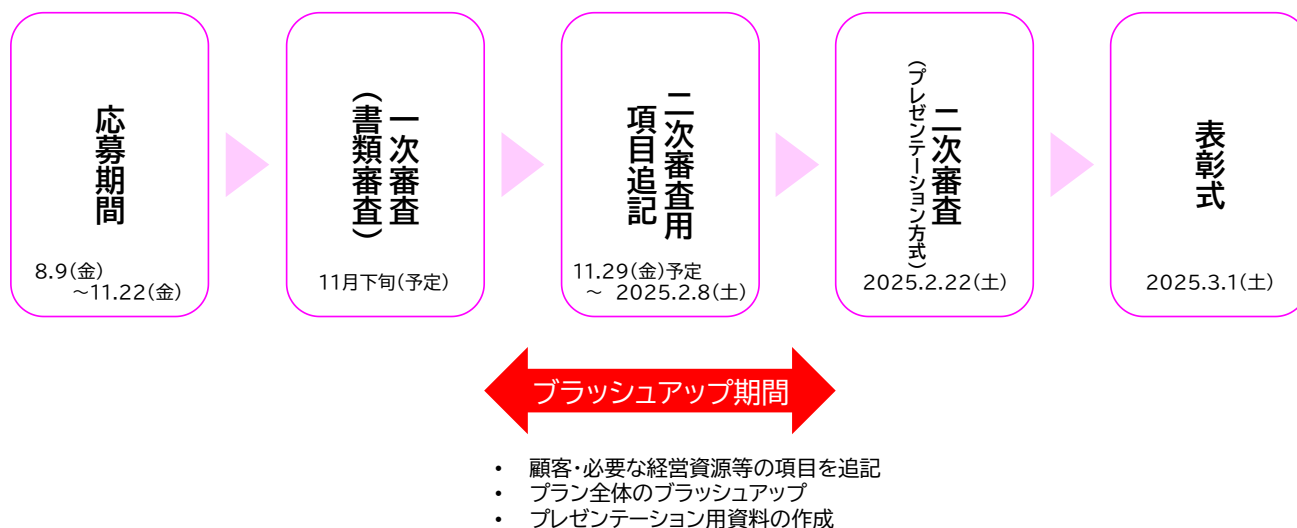 応募期間
8.9(金)
～11.22(金)
一次審査
(書類審査)
11月下旬(予定)
二次審査用
項目追記
11.29(金)予定
～ 2025.2.8(土)
二次審査
(プレゼンテーション方式)
2025.2.22(土)
表彰式
2025.3.1(土)
ブラッシュアップ期間
• 顧客・必要な経営資源等の項目を追記
• プラン全体のブラッシュアップ
• プレゼンテーション用資料の作成